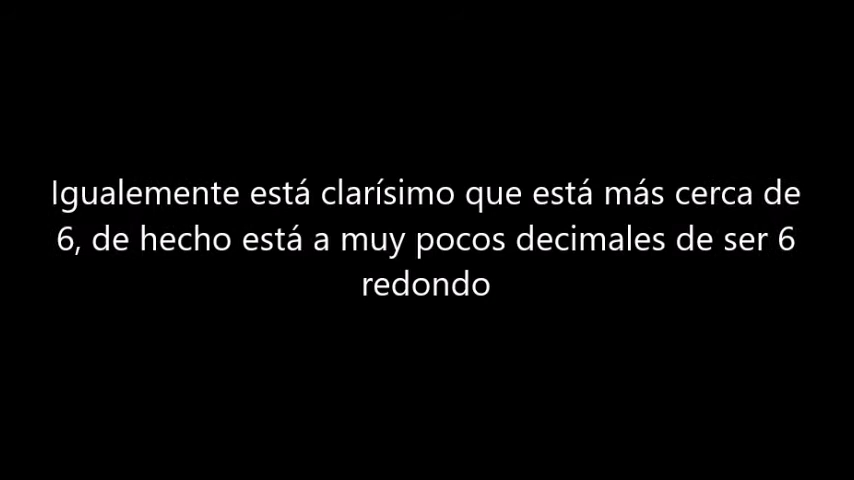 Igualemente está clarísimo que está más cerca de
6, de hecho está a muy pocos decimales de ser 6
redondo